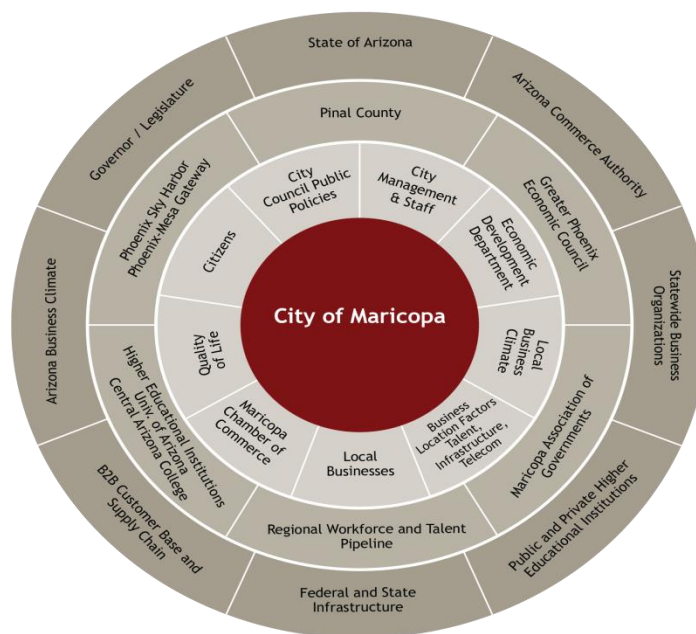 State of Arizona
Arizona Commerce Authority
Statewide Business
Organizations
Public and Private Higher
Educational Institutions
Federal and State
Infrastructure
B2B Customer Base and
Supply Chain
Arizona Business Climate
Governor / Legislature
Pinal County
Greater Phoenix
Economic Council
Maricopa Association of
Governments
Regional Workforce and Talent
Pipeline
Higher Educational Institutions
Univ. of Arizona
Central Arizona College
Phoenix Sky Harbor
Phoenix-Mesa Gateway
City
Council Public
Policies
City
Management
& Staff
Economic
Development
Department
Local
Business
Climate
Business
Location Factors
Talent,
Infrastructure,
Telecom
Local
Businesses
Maricopa
Chamber of
Commerce
Quality
of Life
Citizens
City of Maricopa